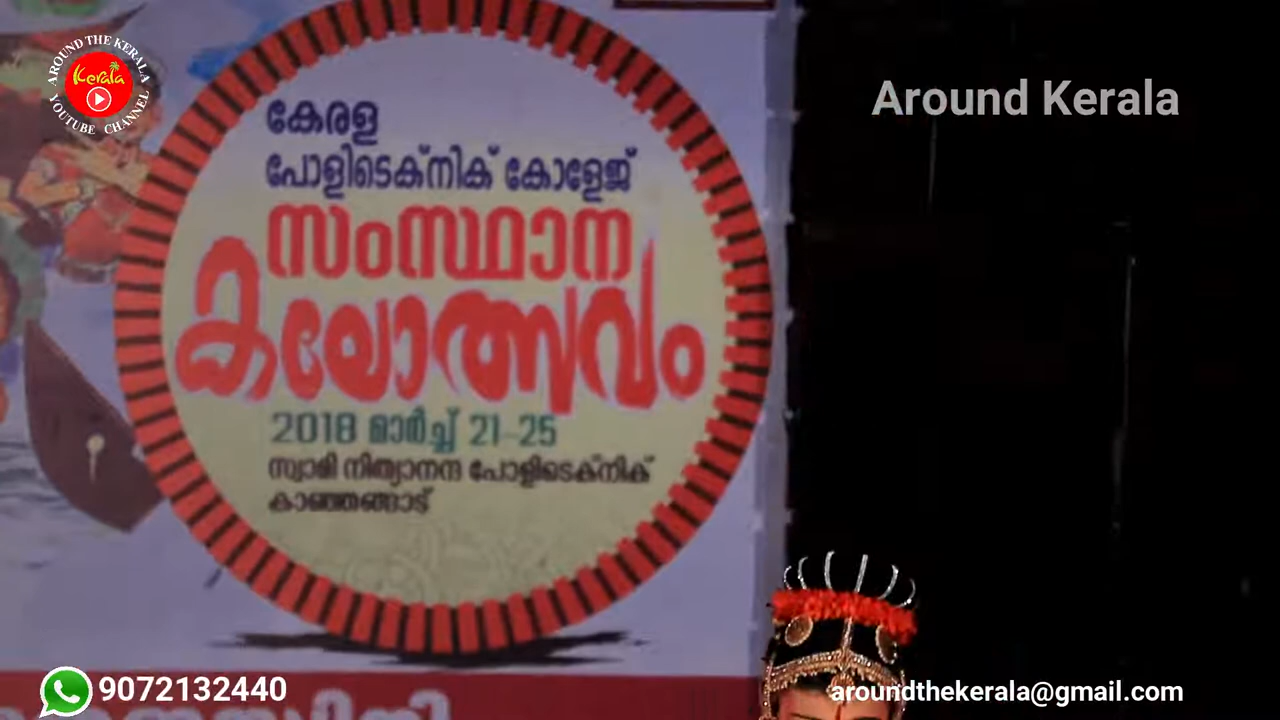 AROUND THE KERALA
Kerala
YOUTUBE CHANNEL
Around Kerala
കേരള
പോളിടെക്നിക് കോളേജ്
സംസ്ഥാന
കലോത്സവം
2018 മാർച്ച് 21-25
സ്വാമി നിത്യാനന്ദ പോളിടെക്നിക്
കാഞ്ഞങ്ങാട്
9072132440
aroundthekerala@gmail.com